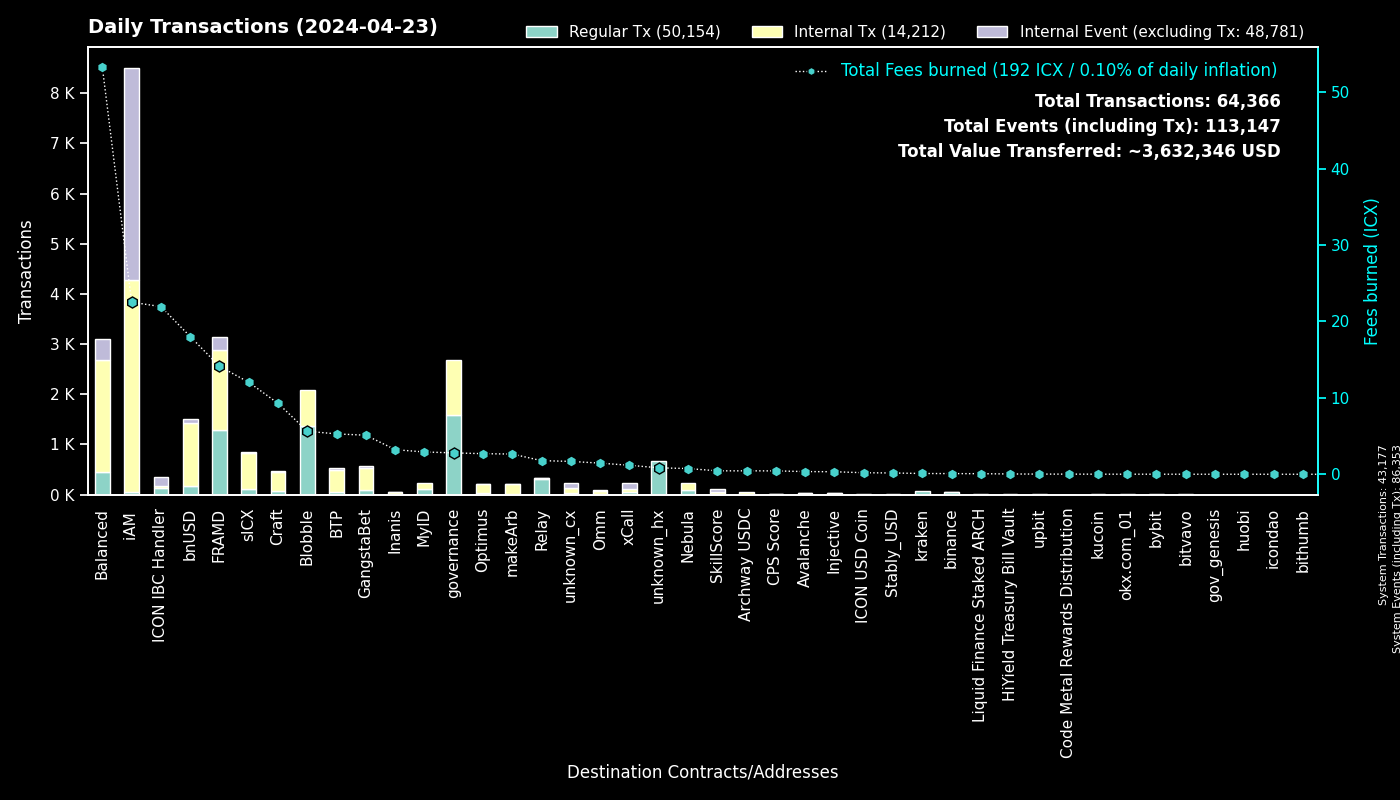 Daily Transactions (2024-04-23)
Regular Tx (50,154)
Internal Tx (14,212)
Internal Event (excluding Tx: 48,781)
Total Fees burned (192 ICX / 0.10% of daily inflation)
Total Transactions: 64,366
Total Events (including Tx): 113,147
Total Value Transferred: ~3,632,346 USD
Transactions
8 K
7 K
6 K
5 K
4 K
3 K
2 K
1 K
0 K
50
40
30
20
10
0
Fees burned (ICX)
Balanced
iAM
ICON IBC Handler
bnUSD
FRAMD
sICX
Craft
Blobble
BTP
GangstaBet
Inanis
MyID
governance
Optimus
makeArb
Relay
unknown_cx
Omm
xCall
unknown_hx
Nebula
SkillScore
Archway USDC
CPS Score
Avalanche
Injective
ICON USD Coin
Stably_USD
kraken
binance
Liquid Finance Staked ARCH
HiYield Treasury Bill Vault
upbit
Code Metal Rewards Distribution
kucoin
okx.com_01
bybit
bitvavo
gov_genesis
huobi
icondao
bithumb
Destination Contracts/Addresses
System Transactions: 43,177
System Events (including Tx): 86,353